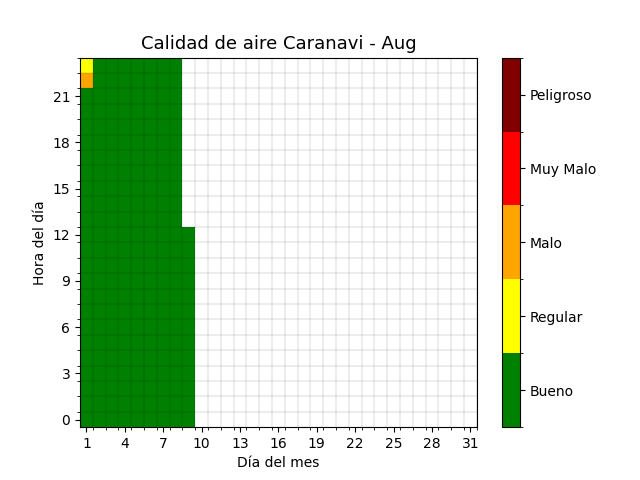 Calidad de aire Caranavi - Aug
Hora del día
21
18
15
12
9
6
3
0
1 4 7 10 13 16 19 22 25 28 31
Día del mes
Peligroso
Muy Malo
Malo
Regular
Bueno